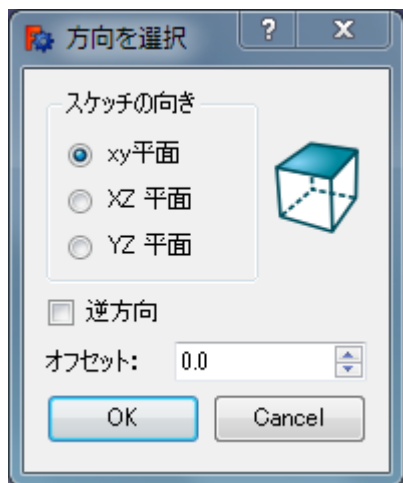 方向を選択
? x
スケッチの向き
xy平面
XZ 平面
YZ 平面
逆方向
オフセット: 0.0
OK Cancel